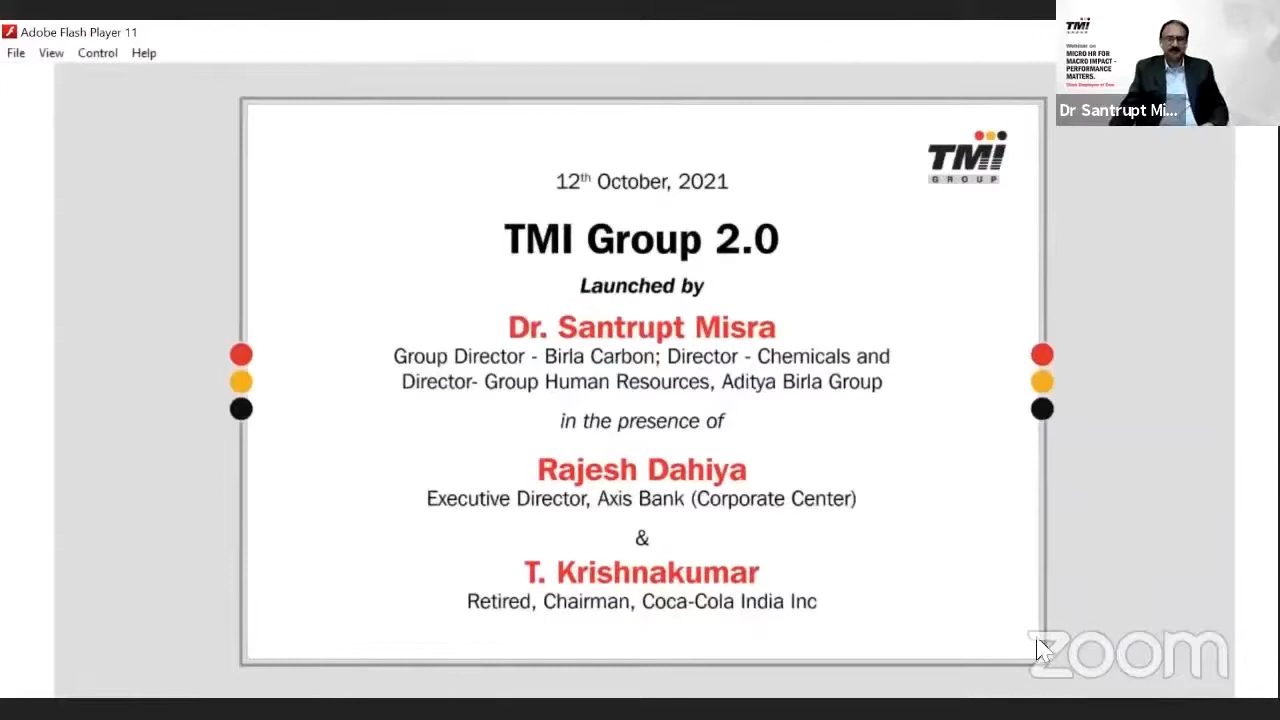 Adobe Flash Player 11
File View Control Help
12th October, 2021
TMI GROUP
TMI Group 2.0
Launched by
Dr. Santrupt Misra
Group Director - Birla Carbon; Director - Chemicals and
Director- Group Human Resources, Aditya Birla Group
in the presence of
Rajesh Dahiya
Executive Director, Axis Bank (Corporate Center)
&
T. Krishnakumar
Retired, Chairman, Coca-Cola India Inc
TMI
Webinar on
MICRO HR FOR
MACRO IMPACT -
PERFORMANCE
MATTERS.
Dr Santrupt Mi...
zoom